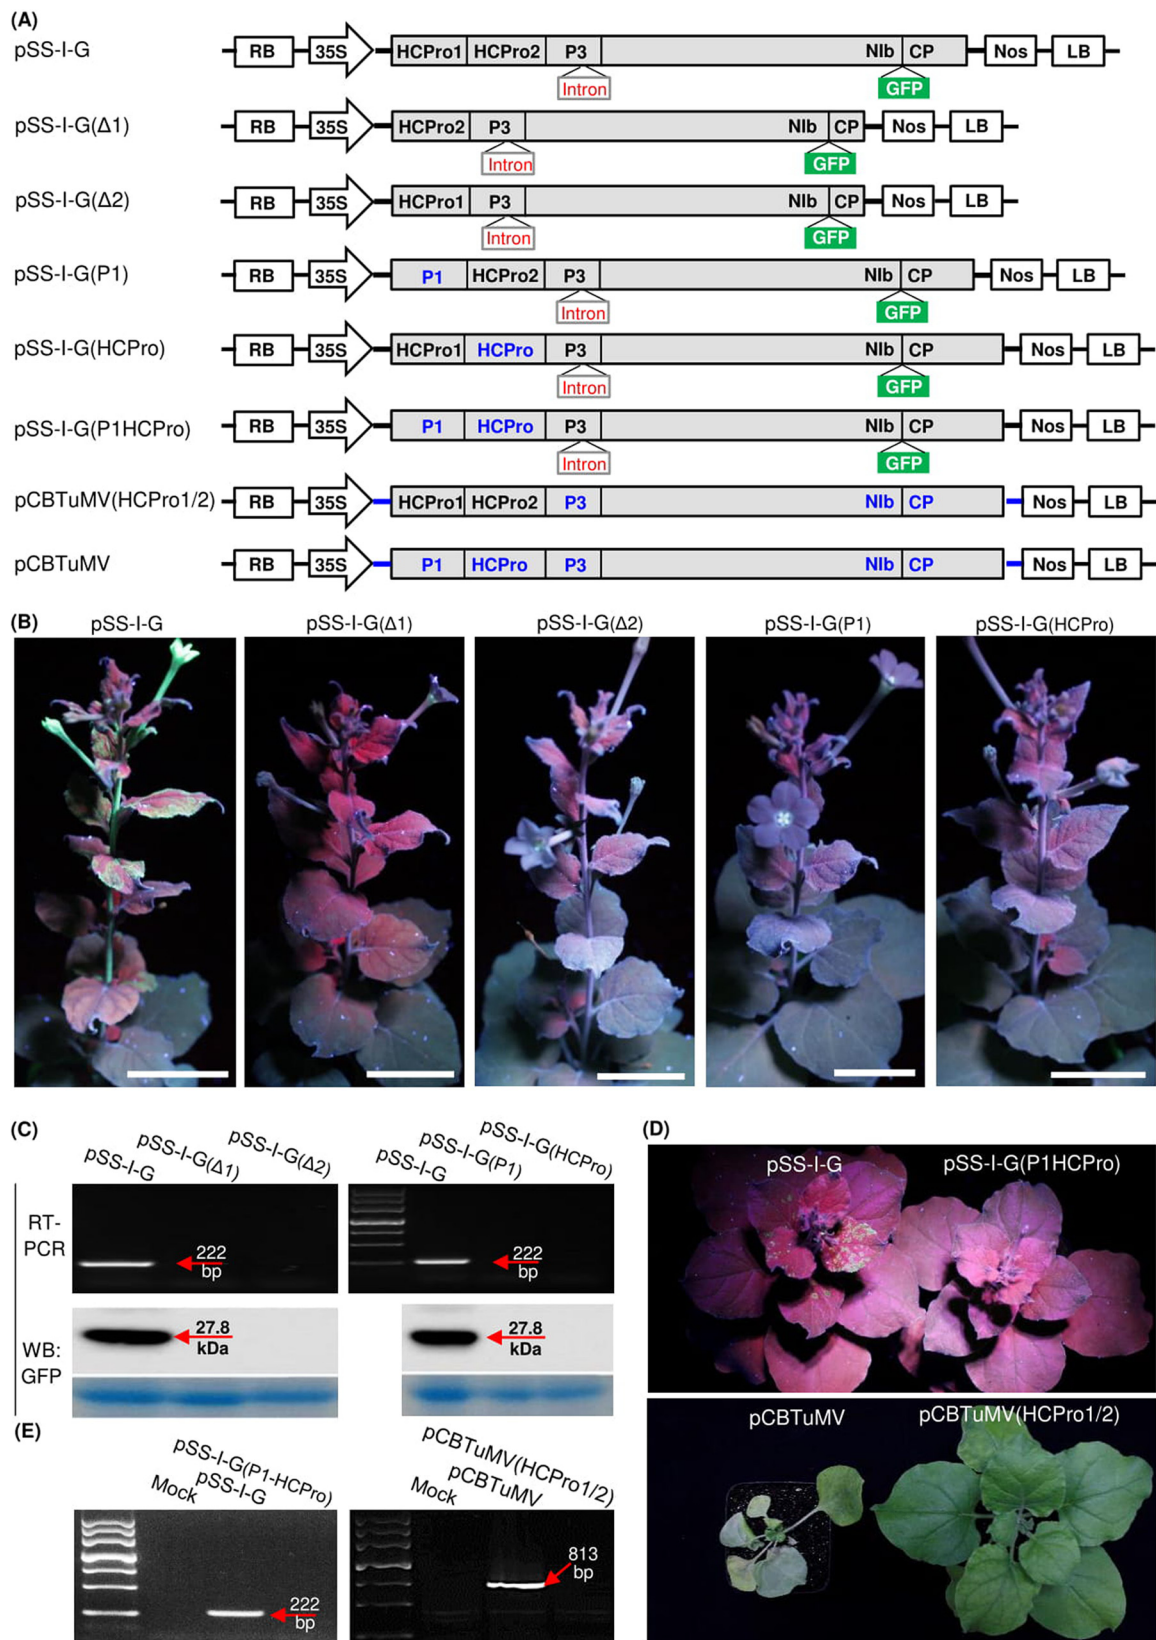 (A)
pSS-I-G RB 35S HCPro1 HCPro2 P3 NIb CP Nos LB
Intron GFP
pSS-I-G(Δ1) RB 35S HCPro2 P3 NIb CP Nos LB
Intron GFP
pSS-I-G(Δ2) RB 35S HCPro1 P3 NIb CP Nos LB
Intron GFP
pSS-I-G(P1) RB 35S P1 HCPro2 P3 NIb CP Nos LB
Intron GFP
pSS-I-G(HCPro) RB 35S HCPro1 HCPro P3 NIb CP Nos LB
Intron GFP
pSS-I-G(P1HCPro) RB 35S P1 HCPro P3 NIb CP Nos LB
Intron GFP
pCBTuMV(HCPro1/2) RB 35S HCPro1 HCPro2 P3 NIb CP Nos LB
pCBTuMV RB 35S P1 HCPro P3 NIb CP Nos LB
(B) pSS-I-G pSS-I-G(Δ1) pSS-I-G(Δ2) pSS-I-G(P1) pSS-I-G(HCPro)
(C)
pSS-I-G pSS-I-G(Δ1) pSS-I-G(Δ2) pSS-I-G pSS-I-G(P1) pSS-I-G(HCPro)
RT-
PCR
222
bp
222
bp
WB:
GFP
27.8
kDa
27.8
kDa
(D)
pSS-I-G pSS-I-G(P1HCPro)
pCBTuMV pCBTuMV(HCPro1/2)
(E)
Mock pSS-I-G pSS-I-G(P1-HCPro)
222
bp
Mock pCBTuMV pCBTuMV(HCPro1/2)
813
bp